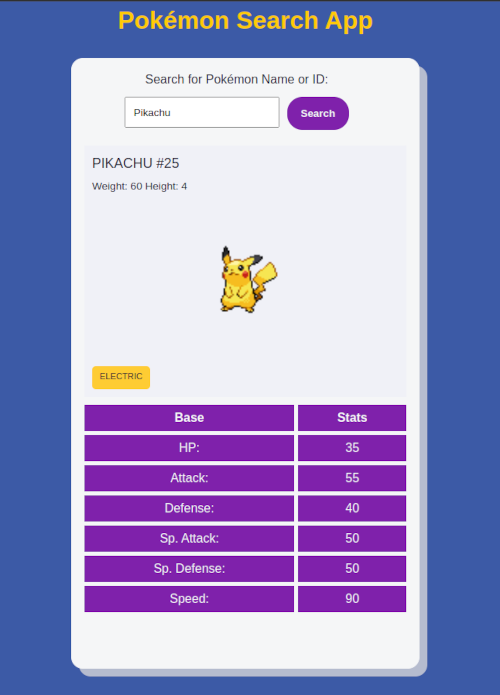 Pokémon Search App
Search for Pokémon Name or ID:
Pikachu Search
PIKACHU #25
Weight: 60 Height: 4
ELECTRIC
Base Stats
HP: 35
Attack: 55
Defense: 40
Sp. Attack: 50
Sp. Defense: 50
Speed: 90